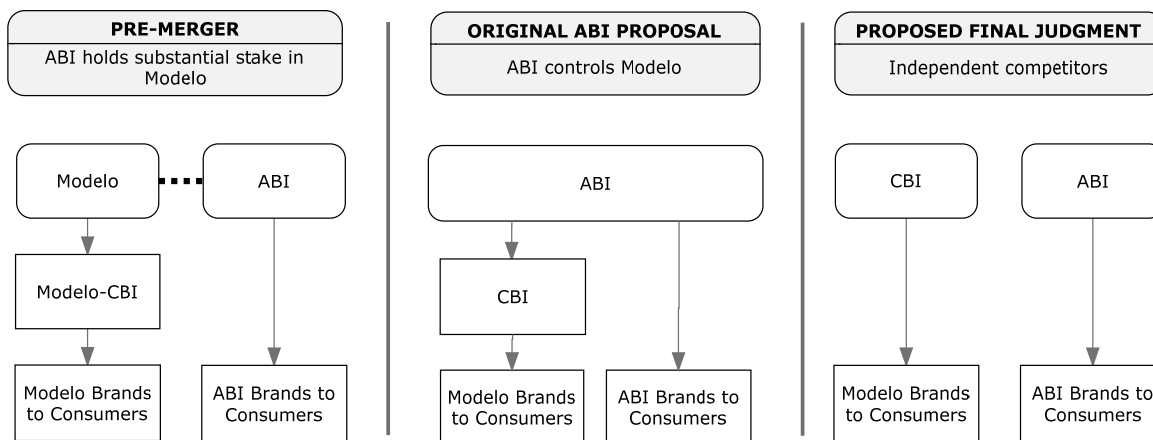 PRE-MERGER
ABI holds substantial stake in
Modelo
Modelo
ABI
Modelo-CBI
Modelo Brands
to Consumers
ABI Brands to
Consumers
ORIGINAL ABI PROPOSAL
ABI controls Modelo
ABI
CBI
Modelo Brands
to Consumers
ABI Brands to
Consumers
PROPOSED FINAL JUDGMENT
Independent competitors
CBI
ABI
Modelo Brands
to Consumers
ABI Brands to
Consumers